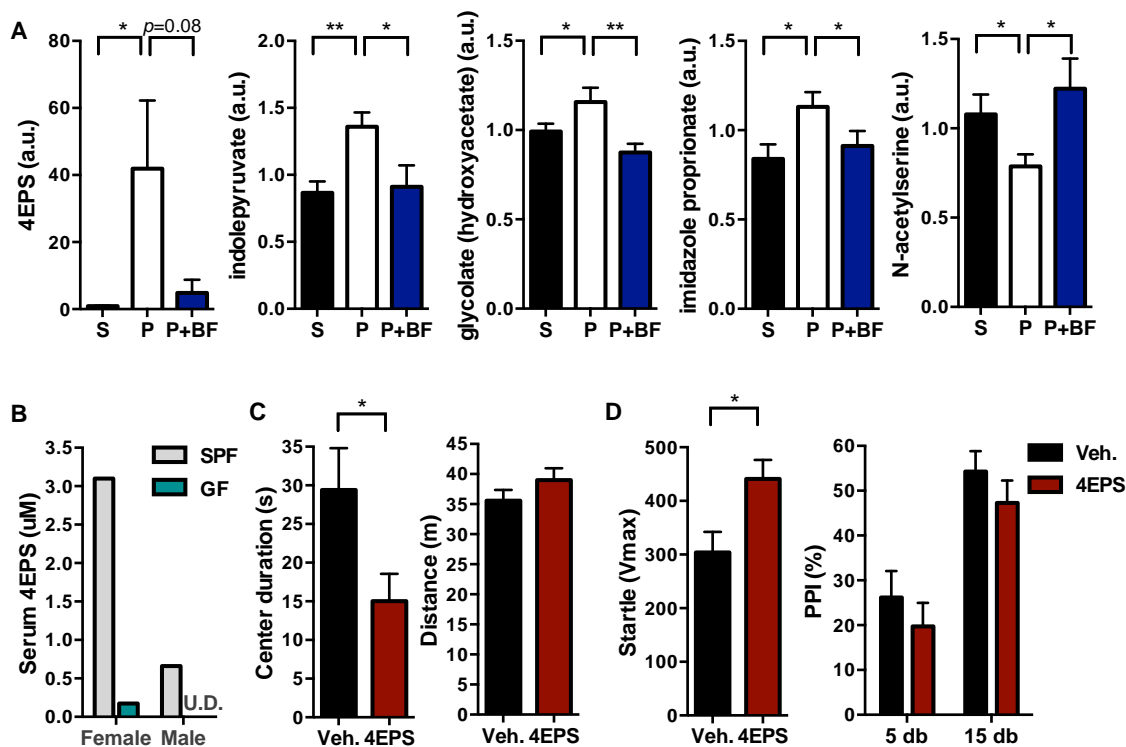 A
4EPS (a.u.)
80
60
40
20
0
* p=0.08
S P P+BF
indolepyruvate (a.u.)
2.0
1.5
1.0
0.5
0.0
** *
S P P+BF
glycolate (hydroxyacetate) (a.u.)
1.5
1.0
0.5
0.0
* **
S P P+BF
imidazole proprionate (a.u.)
1.5
1.0
0.5
0.0
* *
S P P+BF
N-acetylserine (a.u.)
1.5
1.0
0.5
0.0
* *
S P P+BF
B
Serum 4EPS (uM)
3.5
3.0
2.5
2.0
1.5
1.0
0.5
0.0
SPF
GF
U.D.
Female Male
C
Center duration (s)
35
30
25
20
15
10
5
0
*
Veh. 4EPS
Distance (m)
45
40
35
30
25
20
15
10
5
0
Veh. 4EPS
D
Startle (Vmax)
500
400
300
200
100
0
*
Veh. 4EPS
PPI (%)
60
50
40
30
20
10
0
Veh.
4EPS
5 db 15 db